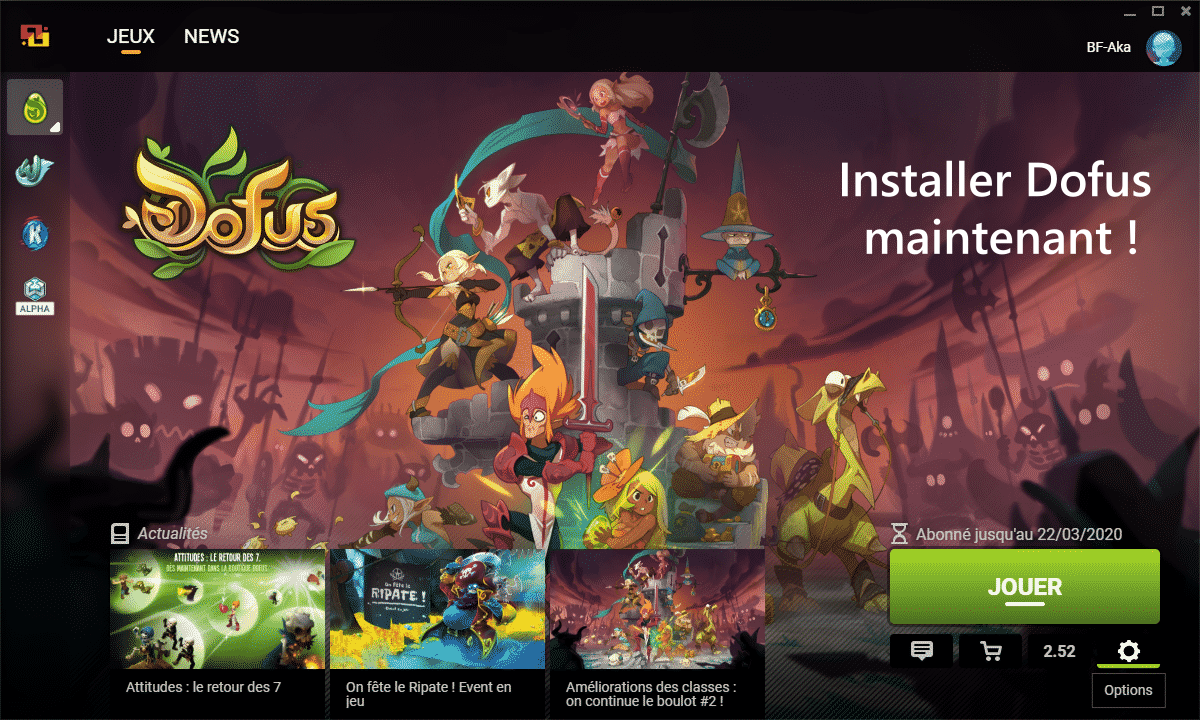 JEUX NEWS
BF-Aka
Dofus
Installer Dofus
maintenant !
ALPHA
Actualités
Abonné jusqu'au 22/03/2020
ATTITUDES : LE RETOUR DES 7,
DÈS MAINTENANT DANS LA BOUTIQUE DOFUS
On fête le
RIPATE !
JOUER
2.52
Attitudes : le retour des 7
On fête le Ripate ! Event en
jeu
Améliorations des classes :
on continue le boulot #2 !
Options